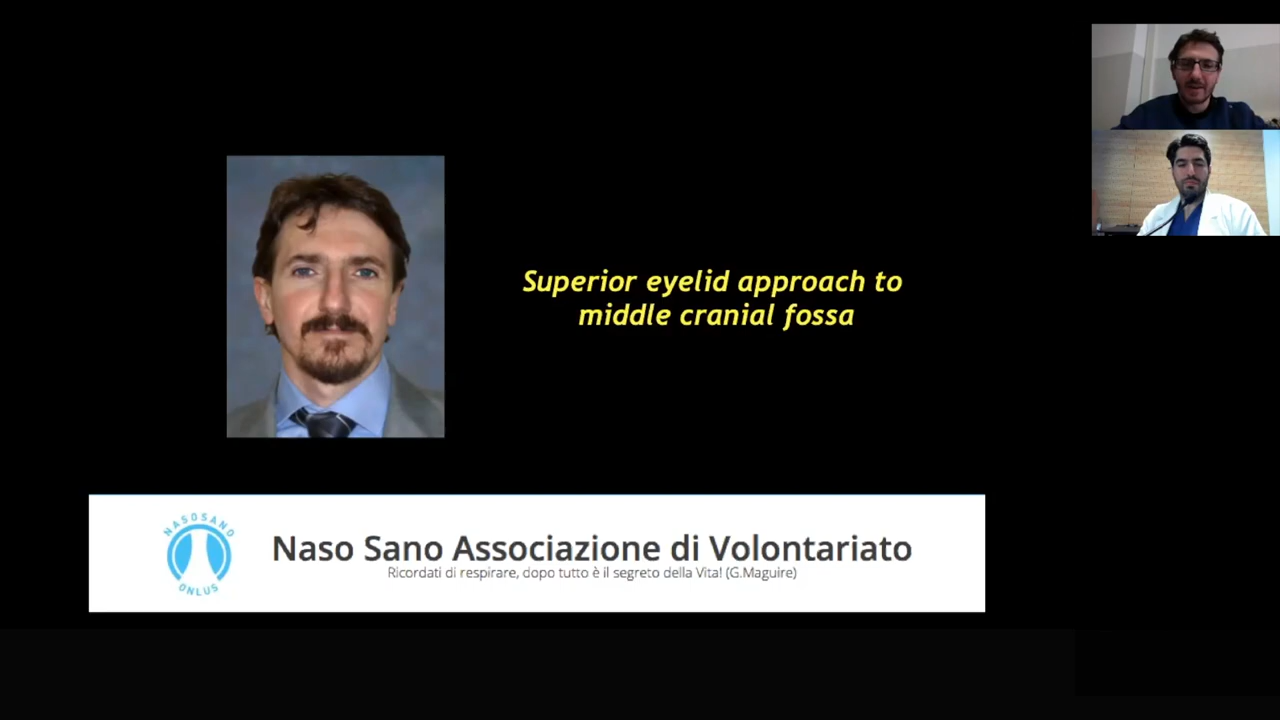 Superior eyelid approach to
middle cranial fossa
NASOSANO
ONLUS
Naso Sano Associazione di Volontariato
Ricordati di respirare, dopo tutto è il segreto della Vita! (G.Maguire)